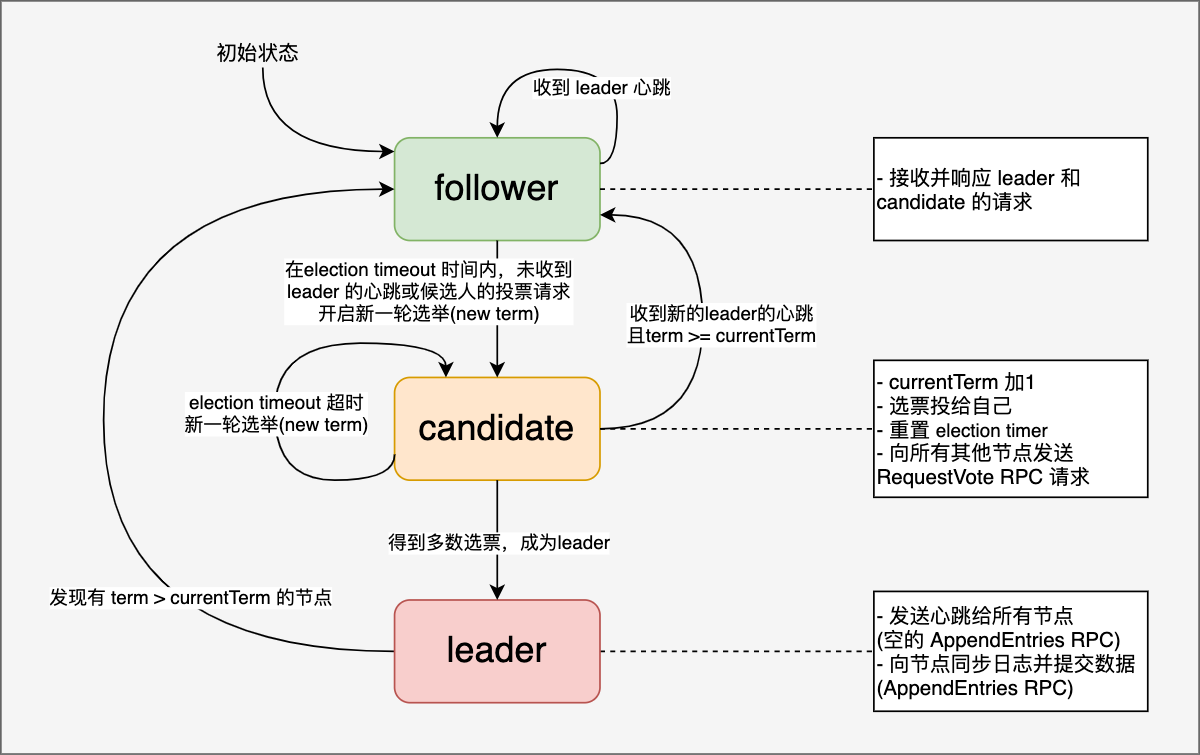 初始状态
收到 leader 心跳
follower
- 接收并响应 leader 和
candidate 的请求
在election timeout 时间内，未收到
leader 的心跳或候选人的投票请求
开启新一轮选举(new term)
收到新的leader的心跳
且term >= currentTerm
election timeout 超时
新一轮选举(new term)
candidate
- currentTerm 加1
- 选票投给自己
- 重置 election timer
- 向所有其他节点发送
RequestVote RPC 请求
得到多数选票，成为leader
发现有 term > currentTerm 的节点
leader
- 发送心跳给所有节点
(空的 AppendEntries RPC)
- 向节点同步日志并提交数据
(AppendEntries RPC)